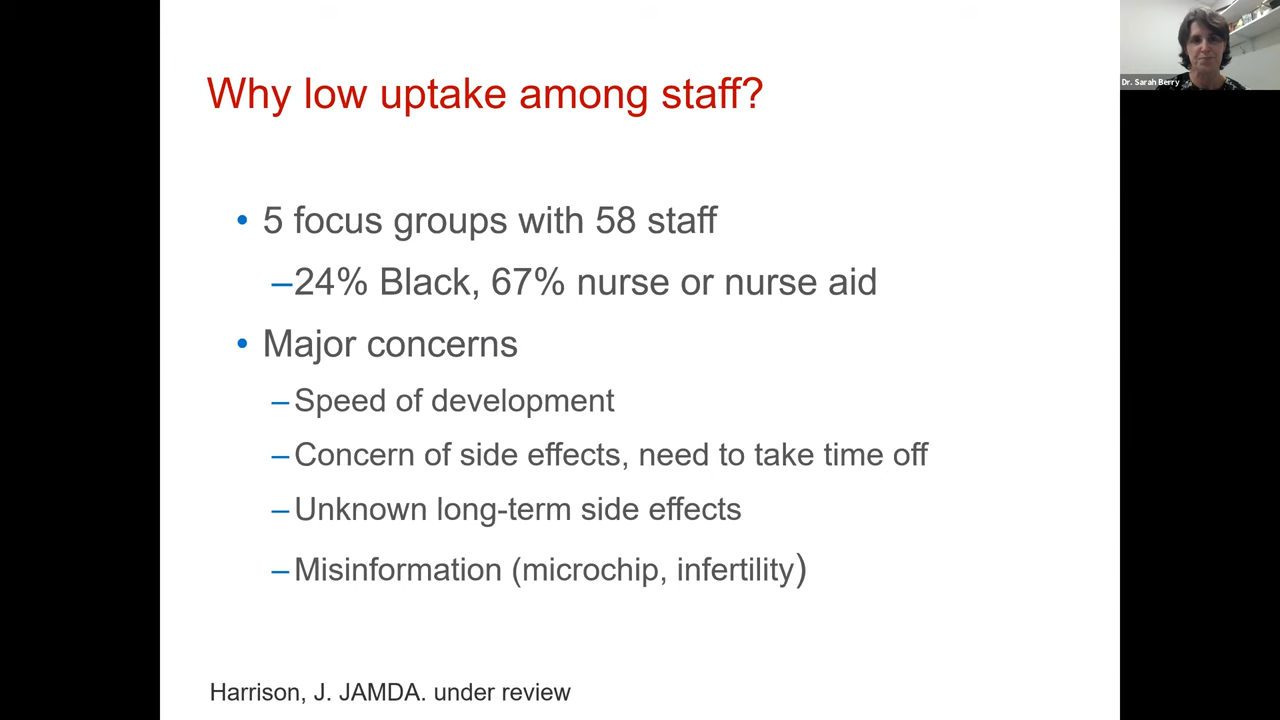 Why low uptake among staff?
• 5 focus groups with 58 staff
–24% Black, 67% nurse or nurse aid
• Major concerns
–Speed of development
–Concern of side effects, need to take time off
–Unknown long-term side effects
–Misinformation (microchip, infertility)
Harrison, J. JAMDA. under review
Dr. Sarah Berry